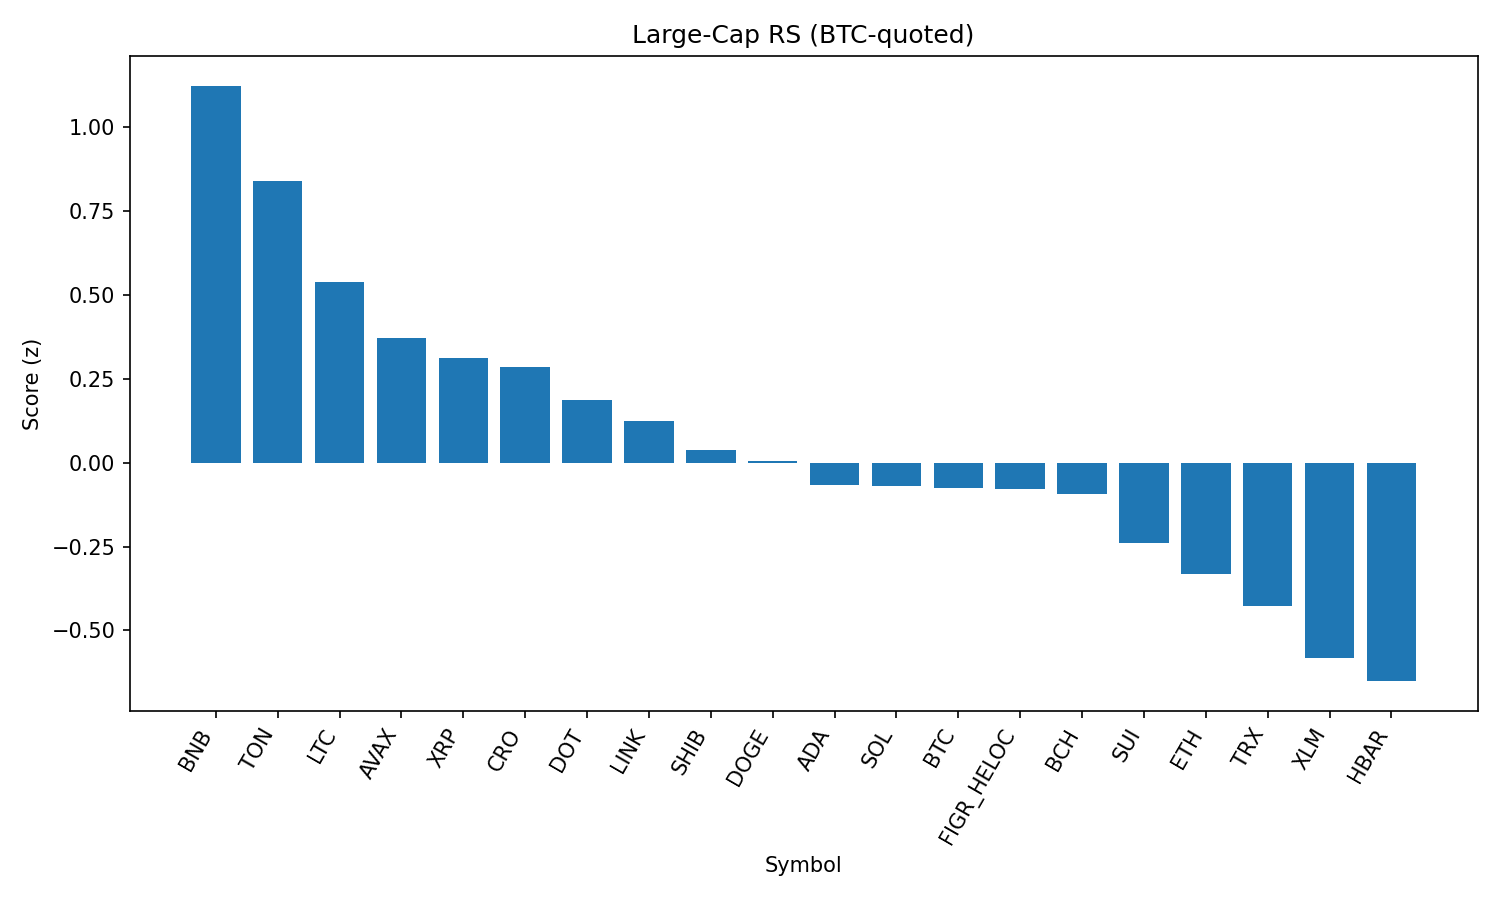 Large-Cap RS (BTC-quoted)
Score (z)
1.00
0.75
0.50
0.25
0.00
−0.25
−0.50
BNB
TON
LTC
AVAX
XRP
CRO
DOT
LINK
SHIB
DOGE
ADA
SOL
BTC
FIGR_HELOC
BCH
SUI
ETH
TRX
XLM
HBAR
Symbol